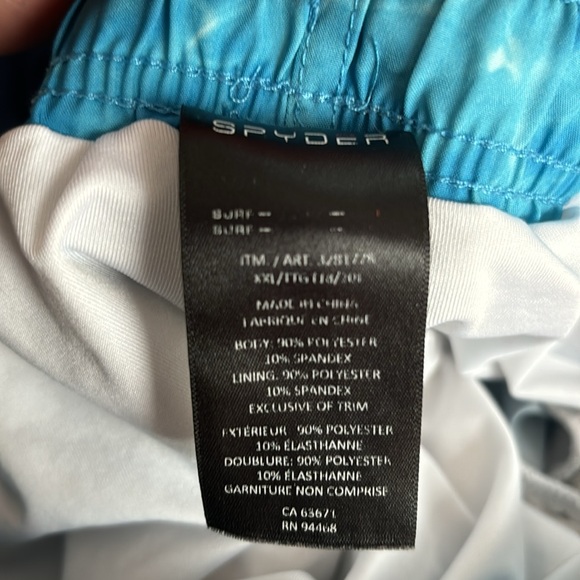 SPYDER
SURF –
SURF –
ITM. / ART.
XXL/TTG (18/20)
MADE IN CHINA
FABRIQUÉ EN CHINE
BODY: 90% POLYESTER
10% SPANDEX
LINING: 90% POLYESTER
10% SPANDEX
EXCLUSIVE OF TRIM
EXTÉRIEUR: 90% POLYESTER
10% ÉLASTHANNE
DOUBLURE: 90% POLYESTER
10% ÉLASTHANNE
GARNITURE NON COMPRISE
CA 63671
RN 94468